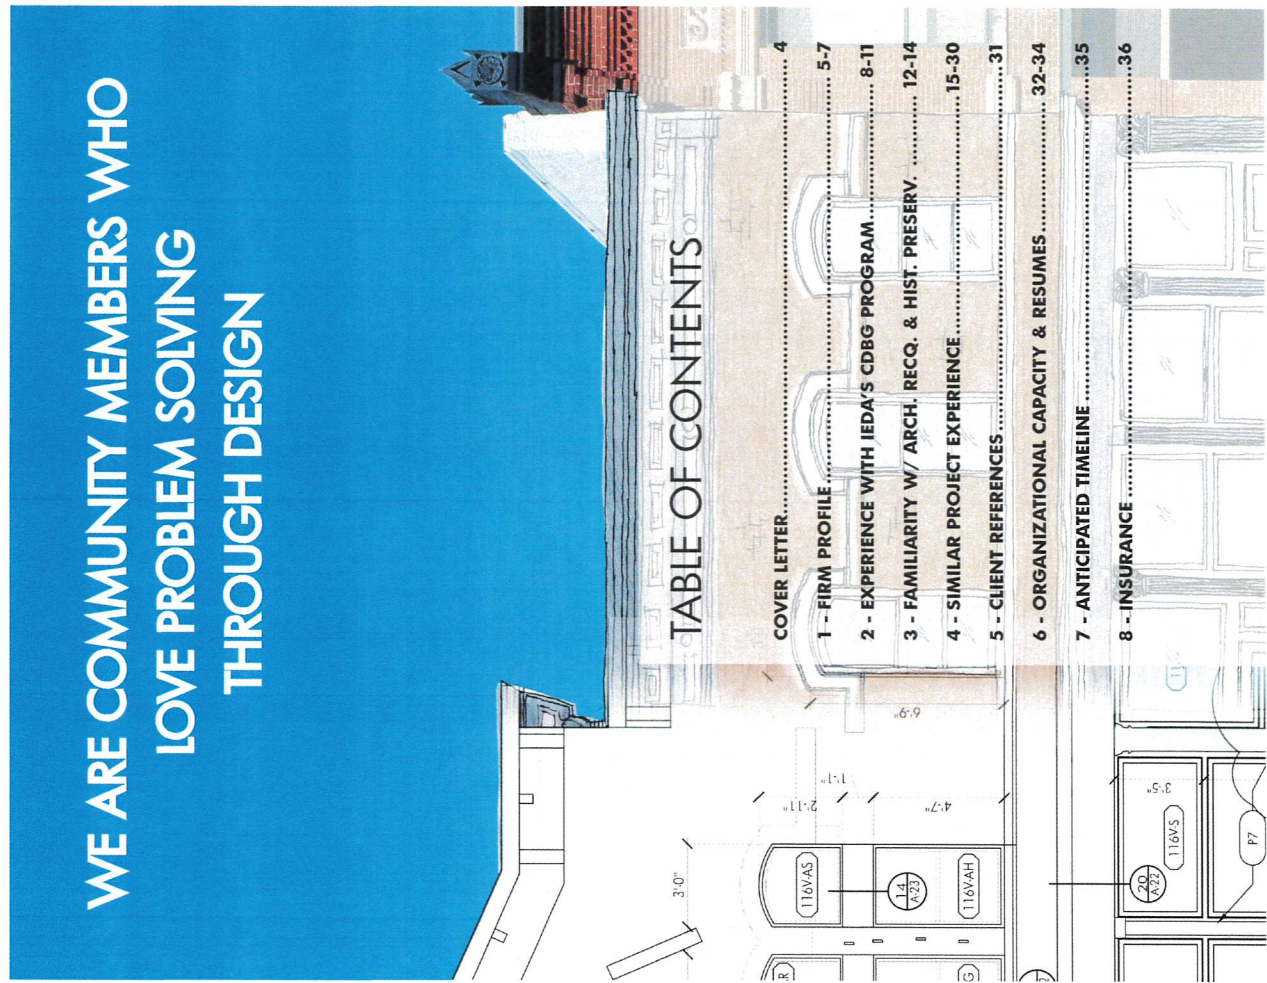 WE ARE COMMUNITY MEMBERS WHO
LOVE PROBLEM SOLVING
THROUGH DESIGN
TABLE OF CONTENTS
COVER LETTER 4
1 - FIRM PROFILE 5-7
2 - EXPERIENCE WITH IEDA'S CDBG PROGRAM 8-11
3 - FAMILIARITY W/ ARCH. RECQ. & HIST. PRESERV. 12-14
4 - SIMILAR PROJECT EXPERIENCE 15-30
5 - CLIENT REFERENCES 31
6 - ORGANIZATIONAL CAPACITY & RESUMES 32-34
7 - ANTICIPATED TIMELINE 35
8 - INSURANCE 36
3'-0"
2'-11"
1'-1"
4'-7"
6'-9"
3'-5"
116V-AS
14
A-23
116V-AH
20
A-22
116V-S
P7